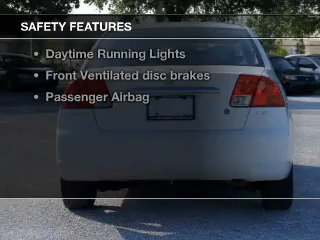 SAFETY FEATURES
• Daytime Running Lights
• Front Ventilated disc brakes
• Passenger Airbag